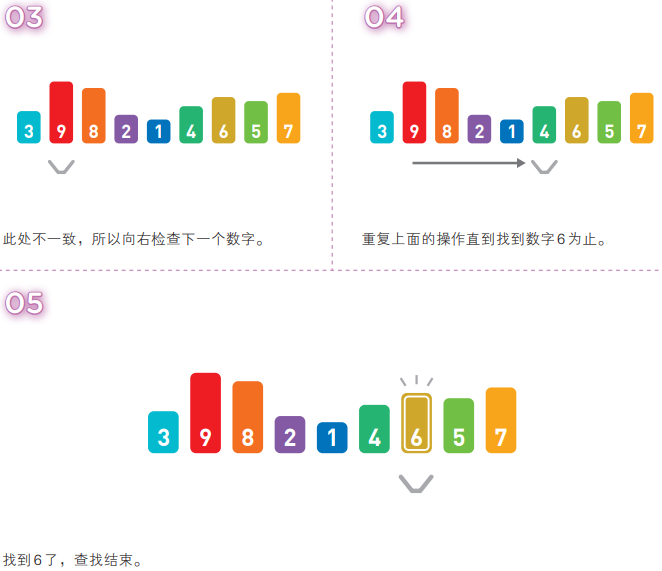 03
3 9 8 2 1 4 6 5 7
此处不一致，所以向右检查下一个数字。
04
3 9 8 2 1 4 6 5 7
重复上面的操作直到找到数字6为止。
05
3 9 8 2 1 4 6 5 7
找到6了，查找结束。